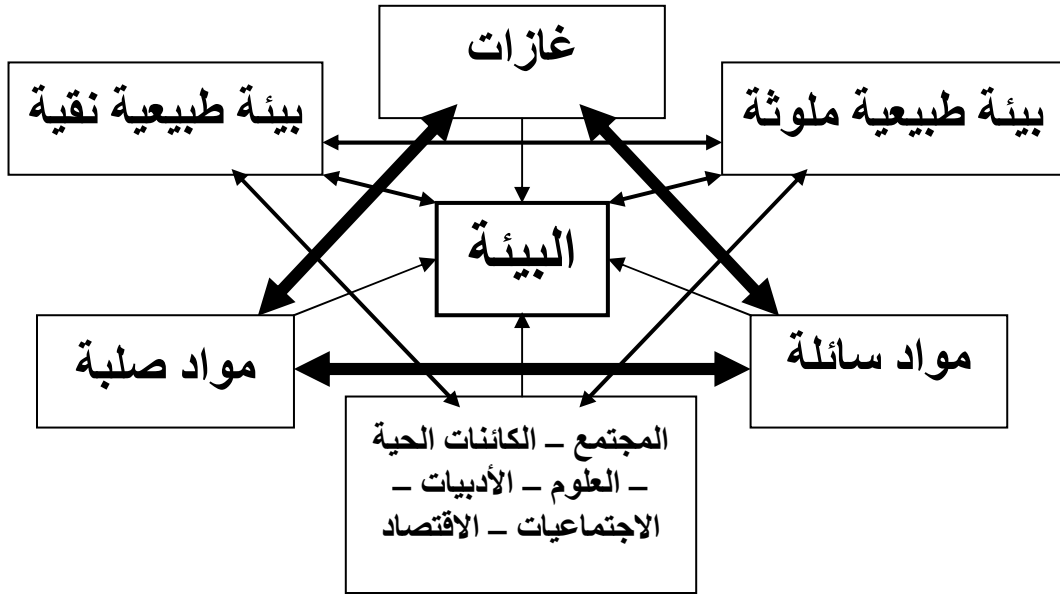 غازات
بيئة طبيعية ملوثة
بيئة طبيعية نقية
البيئة
مواد سائلة
مواد صلبة
المجتمع – الكائنات الحية
– العلوم – الأدبيات –
الاجتماعيات – الاقتصاد